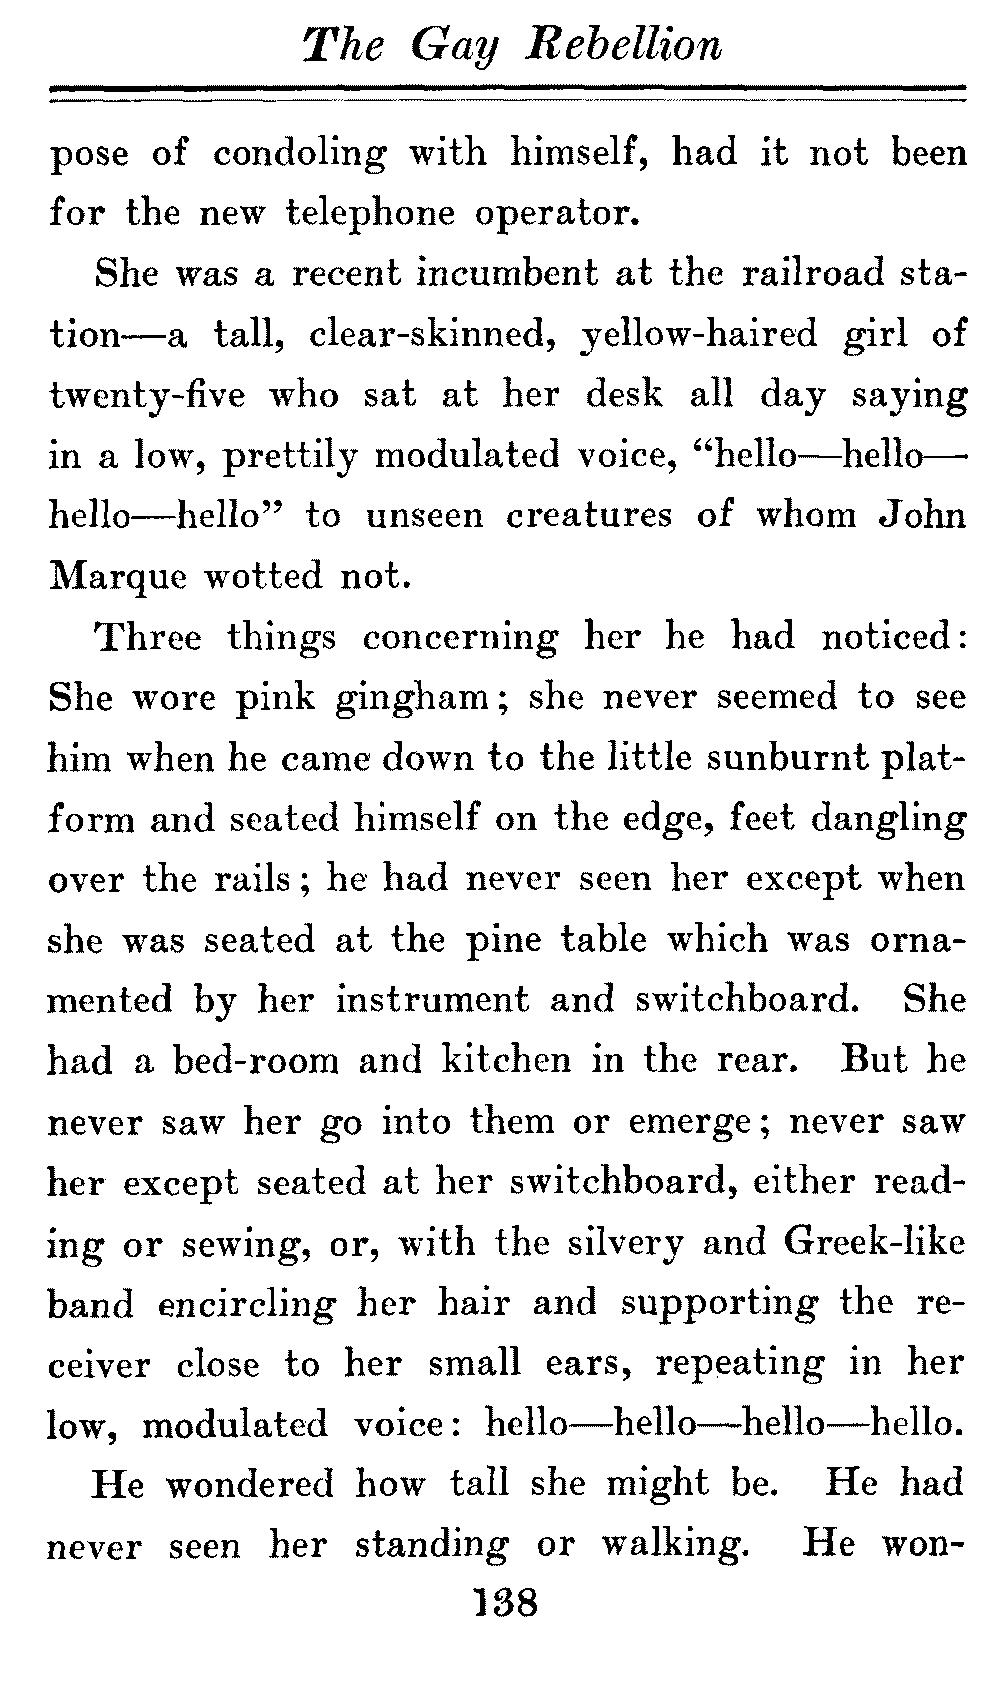 The Gay Rebellion
pose of condoling with himself, had it not been
for the new telephone operator.
She was a recent incumbent at the railroad sta-
tion—a tall, clear-skinned, yellow-haired girl of
twenty-five who sat at her desk all day saying
in a low, prettily modulated voice, “hello—hello—
hello—hello” to unseen creatures of whom John
Marque wotted not.
Three things concerning her he had noticed:
She wore pink gingham; she never seemed to see
him when he came down to the little sunburnt plat-
form and seated himself on the edge, feet dangling
over the rails; he had never seen her except when
she was seated at the pine table which was orna-
mented by her instrument and switchboard. She
had a bed-room and kitchen in the rear. But he
never saw her go into them or emerge; never saw
her except seated at her switchboard, either read-
ing or sewing, or, with the silvery and Greek-like
band encircling her hair and supporting the re-
ceiver close to her small ears, repeating in her
low, modulated voice: hello—hello—hello—hello.
He wondered how tall she might be. He had
never seen her standing or walking. He won-
138